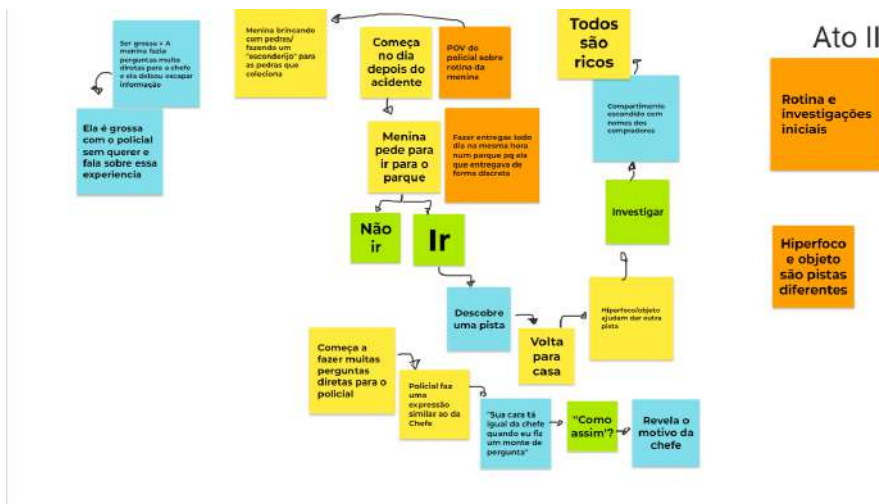 Ser grossa = A
menina fazia
perguntas muito
diretas para o chefe
e ela deixou escapar
informação
Ela é grossa
com o policial
sem querer e
fala sobre essa
experiencia
Menina brincando
com pedras/
fazendo um
"esconderijo" para
as pedras que
coleciona
Começa
no dia
depois do
acidente
POV do
policial sobre
rotina da
menina
Menina
pede para
ir para o
parque
Fazer entregas todo
dia na mesma hora
num parque pq ela
que entregava de
forma discreta
Não
ir
Ir
Descobre
uma pista
Volta
para
casa
Hiperfoco/objeto
ajudam dar outra
pista
Investigar
Compartimento
escondido com
nomes dos
compradores
Todos
são
ricos
Começa a
fazer muitas
perguntas
diretas para o
policial
Policial faz
uma
expressão
similar ao da
Chefe
"Sua cara tá
igual da chefe
quando eu fiz
um monte de
pergunta"
"Como
assim"?
Revela o
motivo da
chefe
Ato II
Rotina e
investigações
iniciais
Hiperfoco
e objeto
são pistas
diferentes